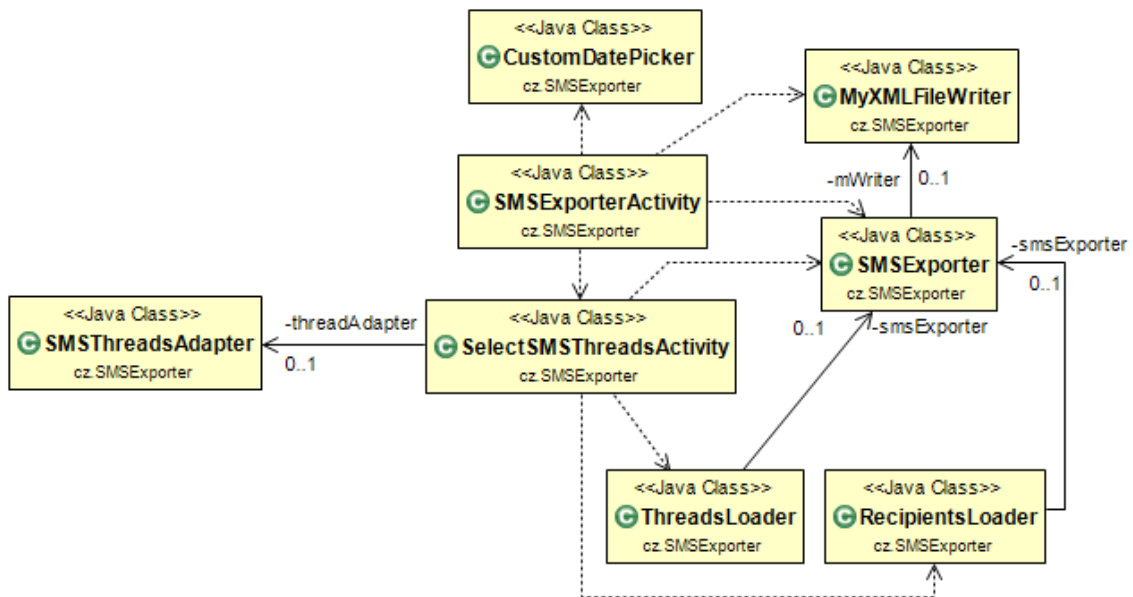 <<Java Class>>
CustomDatePicker
cz.SMSExporter
<<Java Class>>
MyXMLFileWriter
cz.SMSExporter
<<Java Class>>
SMSExporterActivity
cz.SMSExporter
-mWriter
0..1
<<Java Class>>
SMSExporter
cz.SMSExporter
-smsExporter
0..1
<<Java Class>>
SMSThreadsAdapter
cz.SMSExporter
-threadAdapter
0..1
<<Java Class>>
SelectSMSThreadsActivity
cz.SMSExporter
0..1
-smsExporter
<<Java Class>>
ThreadsLoader
cz.SMSExporter
<<Java Class>>
RecipientsLoader
cz.SMSExporter